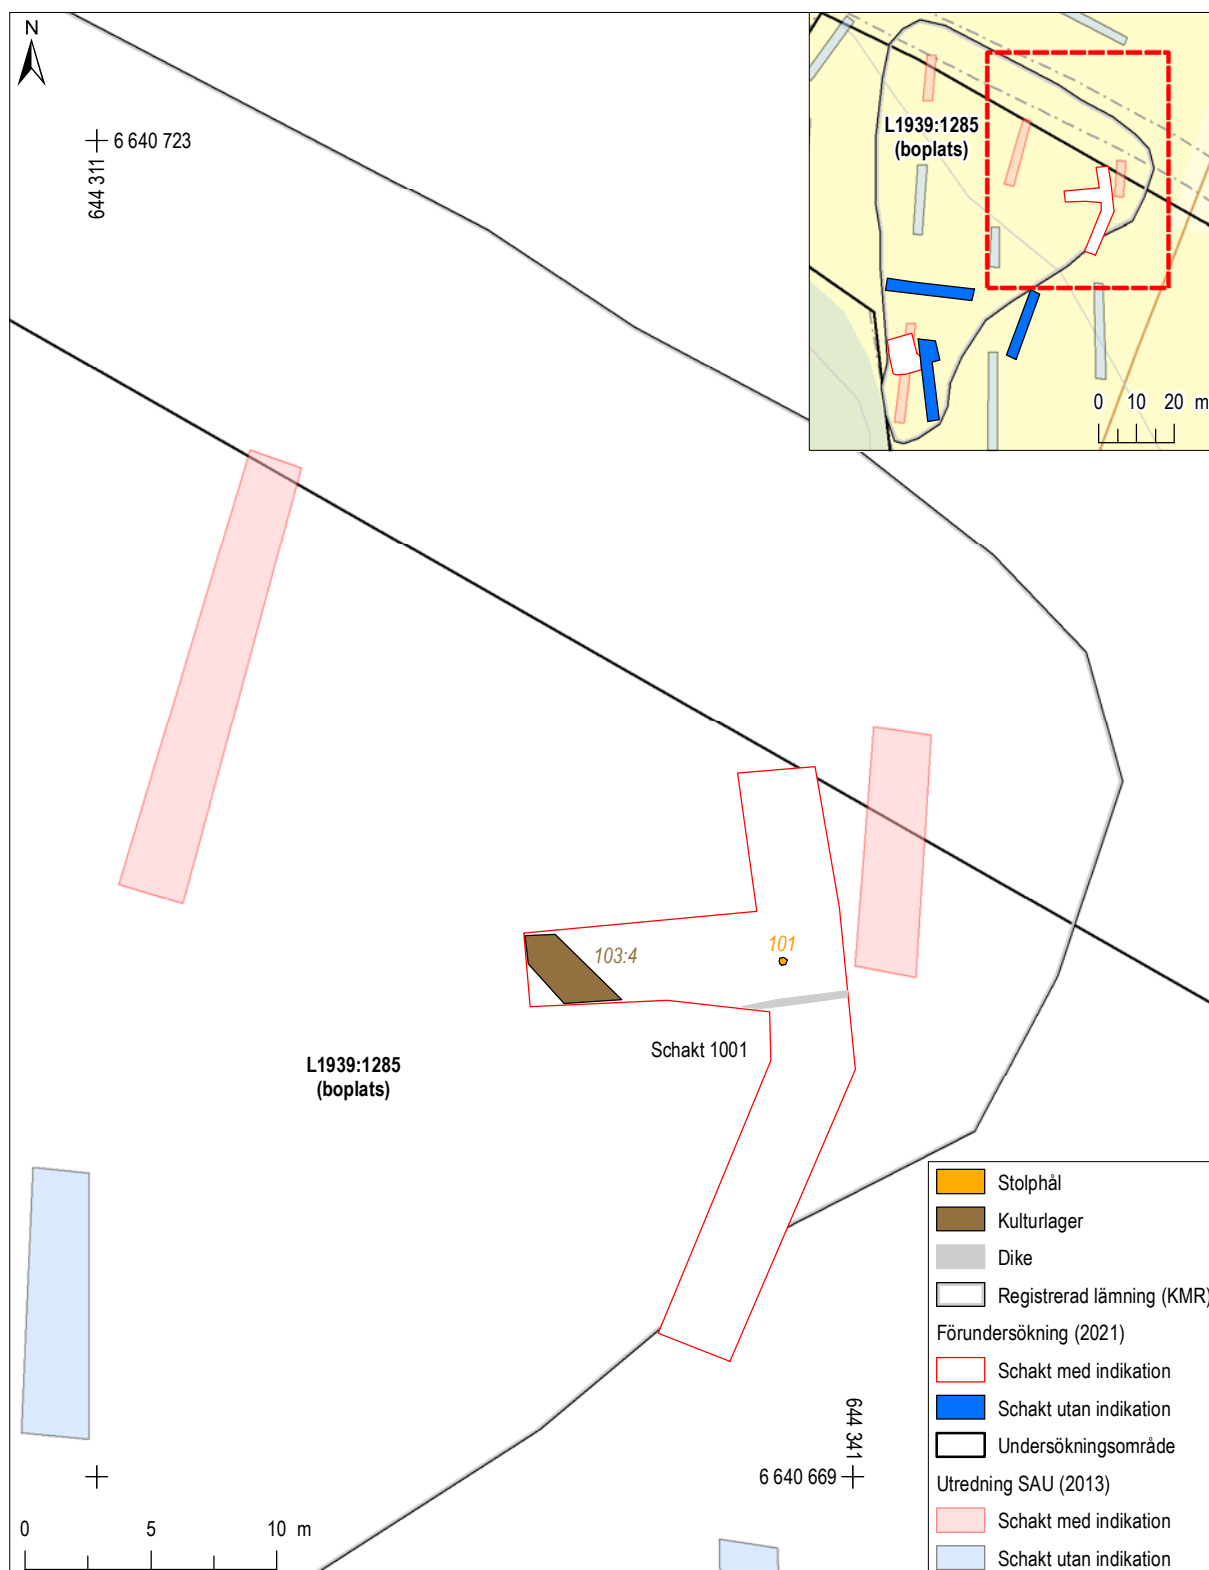 N
6 640 723
644 311
L1939:1285
(boplats)
0 10 20 m
103:4
101
Schakt 1001
L1939:1285
(boplats)
644 341
6 640 669
0 5 10 m
Stolphål
Kulturlager
Dike
Registrerad lämning (KMR)
Förundersökning (2021)
Schakt med indikation
Schakt utan indikation
Undersökningsområde
Utredning SAU (2013)
Schakt med indikation
Schakt utan indikation